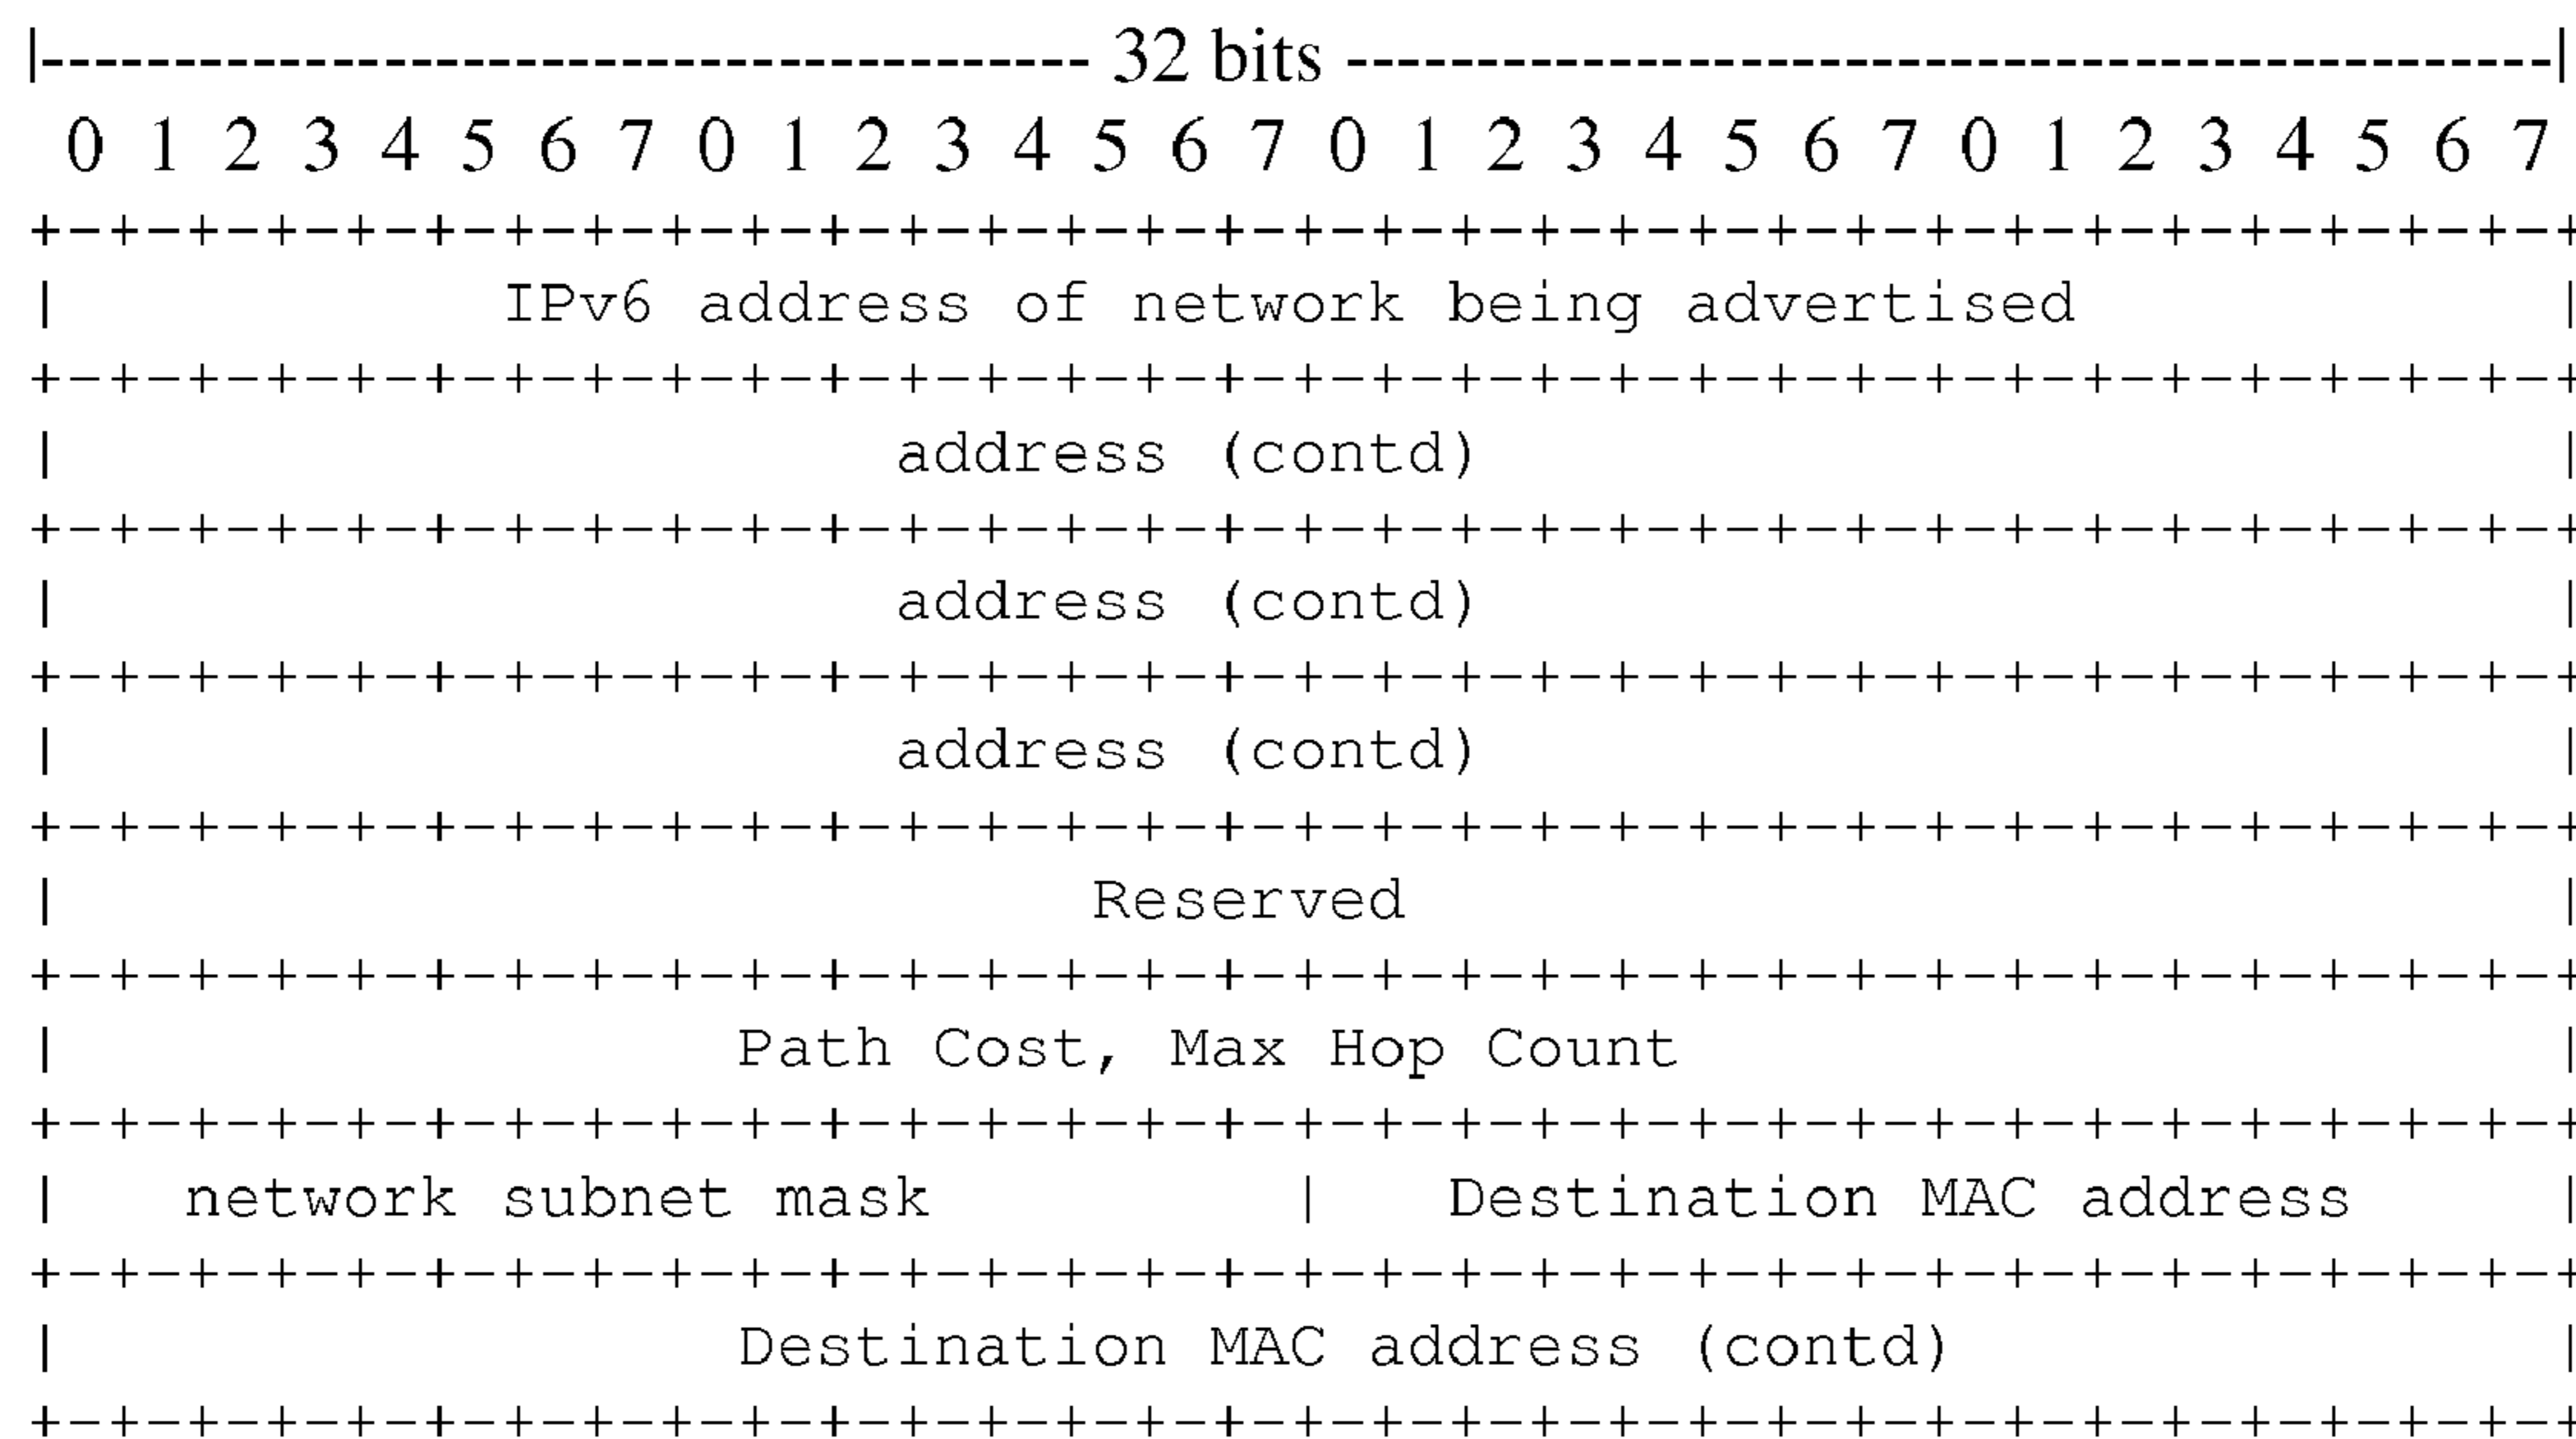 |---------------------------------------- 32 bits ----------------------------------------------|
0 1 2 3 4 5 6 7 0 1 2 3 4 5 6 7 0 1 2 3 4 5 6 7 0 1 2 3 4 5 6 7
+-+-+-+-+-+-+-+-+-+-+-+-+-+-+-+-+-+-+-+-+-+-+-+-+-+-+-+-+-+-+-+-+
| IPv6 address of network being advertised |
+-+-+-+-+-+-+-+-+-+-+-+-+-+-+-+-+-+-+-+-+-+-+-+-+-+-+-+-+-+-+-+-+
| address (contd) |
+-+-+-+-+-+-+-+-+-+-+-+-+-+-+-+-+-+-+-+-+-+-+-+-+-+-+-+-+-+-+-+-+
| address (contd) |
+-+-+-+-+-+-+-+-+-+-+-+-+-+-+-+-+-+-+-+-+-+-+-+-+-+-+-+-+-+-+-+-+
| address (contd) |
+-+-+-+-+-+-+-+-+-+-+-+-+-+-+-+-+-+-+-+-+-+-+-+-+-+-+-+-+-+-+-+-+
| Reserved |
+-+-+-+-+-+-+-+-+-+-+-+-+-+-+-+-+-+-+-+-+-+-+-+-+-+-+-+-+-+-+-+-+
| Path Cost, Max Hop Count |
+-+-+-+-+-+-+-+-+-+-+-+-+-+-+-+-+-+-+-+-+-+-+-+-+-+-+-+-+-+-+-+-+
| network subnet mask | Destination MAC address |
+-+-+-+-+-+-+-+-+-+-+-+-+-+-+-+-+-+-+-+-+-+-+-+-+-+-+-+-+-+-+-+-+
| Destination MAC address (contd) |
+-+-+-+-+-+-+-+-+-+-+-+-+-+-+-+-+-+-+-+-+-+-+-+-+-+-+-+-+-+-+-+-+